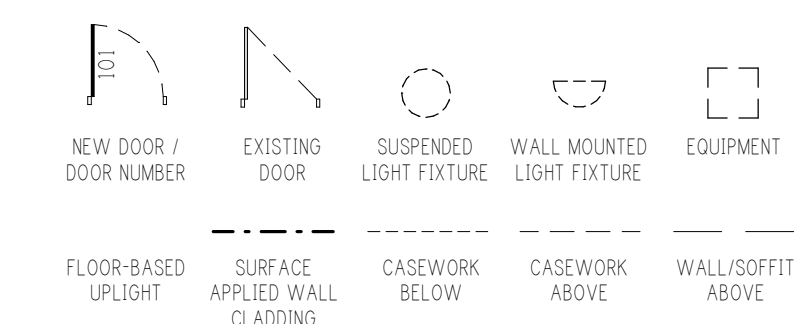 101
NEW DOOR /
DOOR NUMBER
EXISTING
DOOR
SUSPENDED
LIGHT FIXTURE
WALL MOUNTED
LIGHT FIXTURE
EQUIPMENT
FLOOR-BASED
UPLIGHT
SURFACE
APPLIED WALL
CLADDING
CASEWORK
BELOW
CASEWORK
ABOVE
WALL/SOFFIT
ABOVE